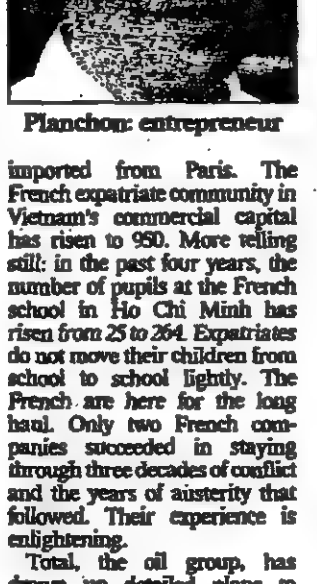 Planchon: entrepreneur
imported from Paris. The
French expatriate community in
Vietnam's commercial capital
has risen to 950. More telling
still: in the past four years, the
number of pupils at the French
school in Ho Chi Minh has
risen from 25 to 264. Expatriates
do not move their children from
school to school lightly. The
French are here for the long
haul. Only two French com-
panies succeeded in staying
through three decades of conflict
and the years of austerity that
followed. Their experience is
enlightening.
Total, the oil group, has
drawn up detailed plans